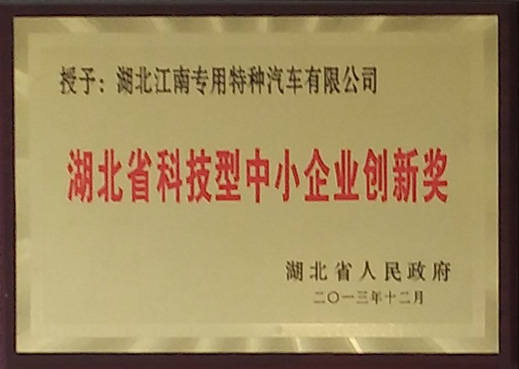 授予：湖北江南专用特种汽车有限公司
湖北省科技型中小企业创新奖
湖北省人民政府
二〇一三年十二月